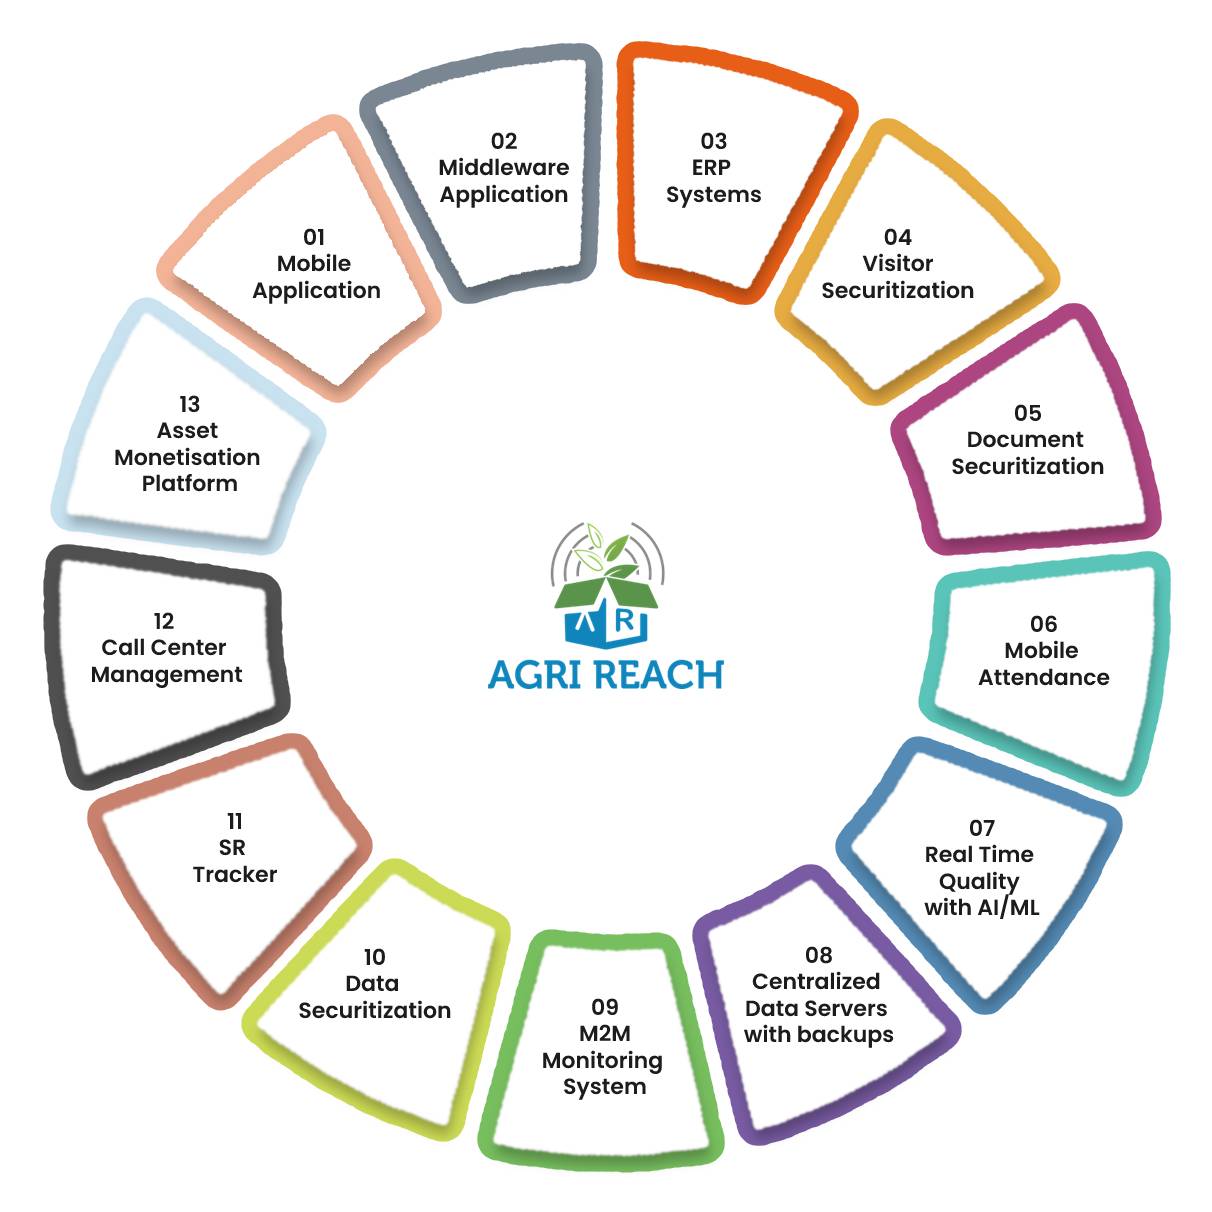 01
Mobile
Application
02
Middleware
Application
03
ERP
Systems
04
Visitor
Securitization
05
Document
Securitization
06
Mobile
Attendance
07
Real Time
Quality
with AI/ML
08
Centralized
Data Servers
with backups
09
M2M
Monitoring
System
10
Data
Securitization
11
SR
Tracker
12
Call Center
Management
13
Asset
Monetisation
Platform
A R
AGRI REACH